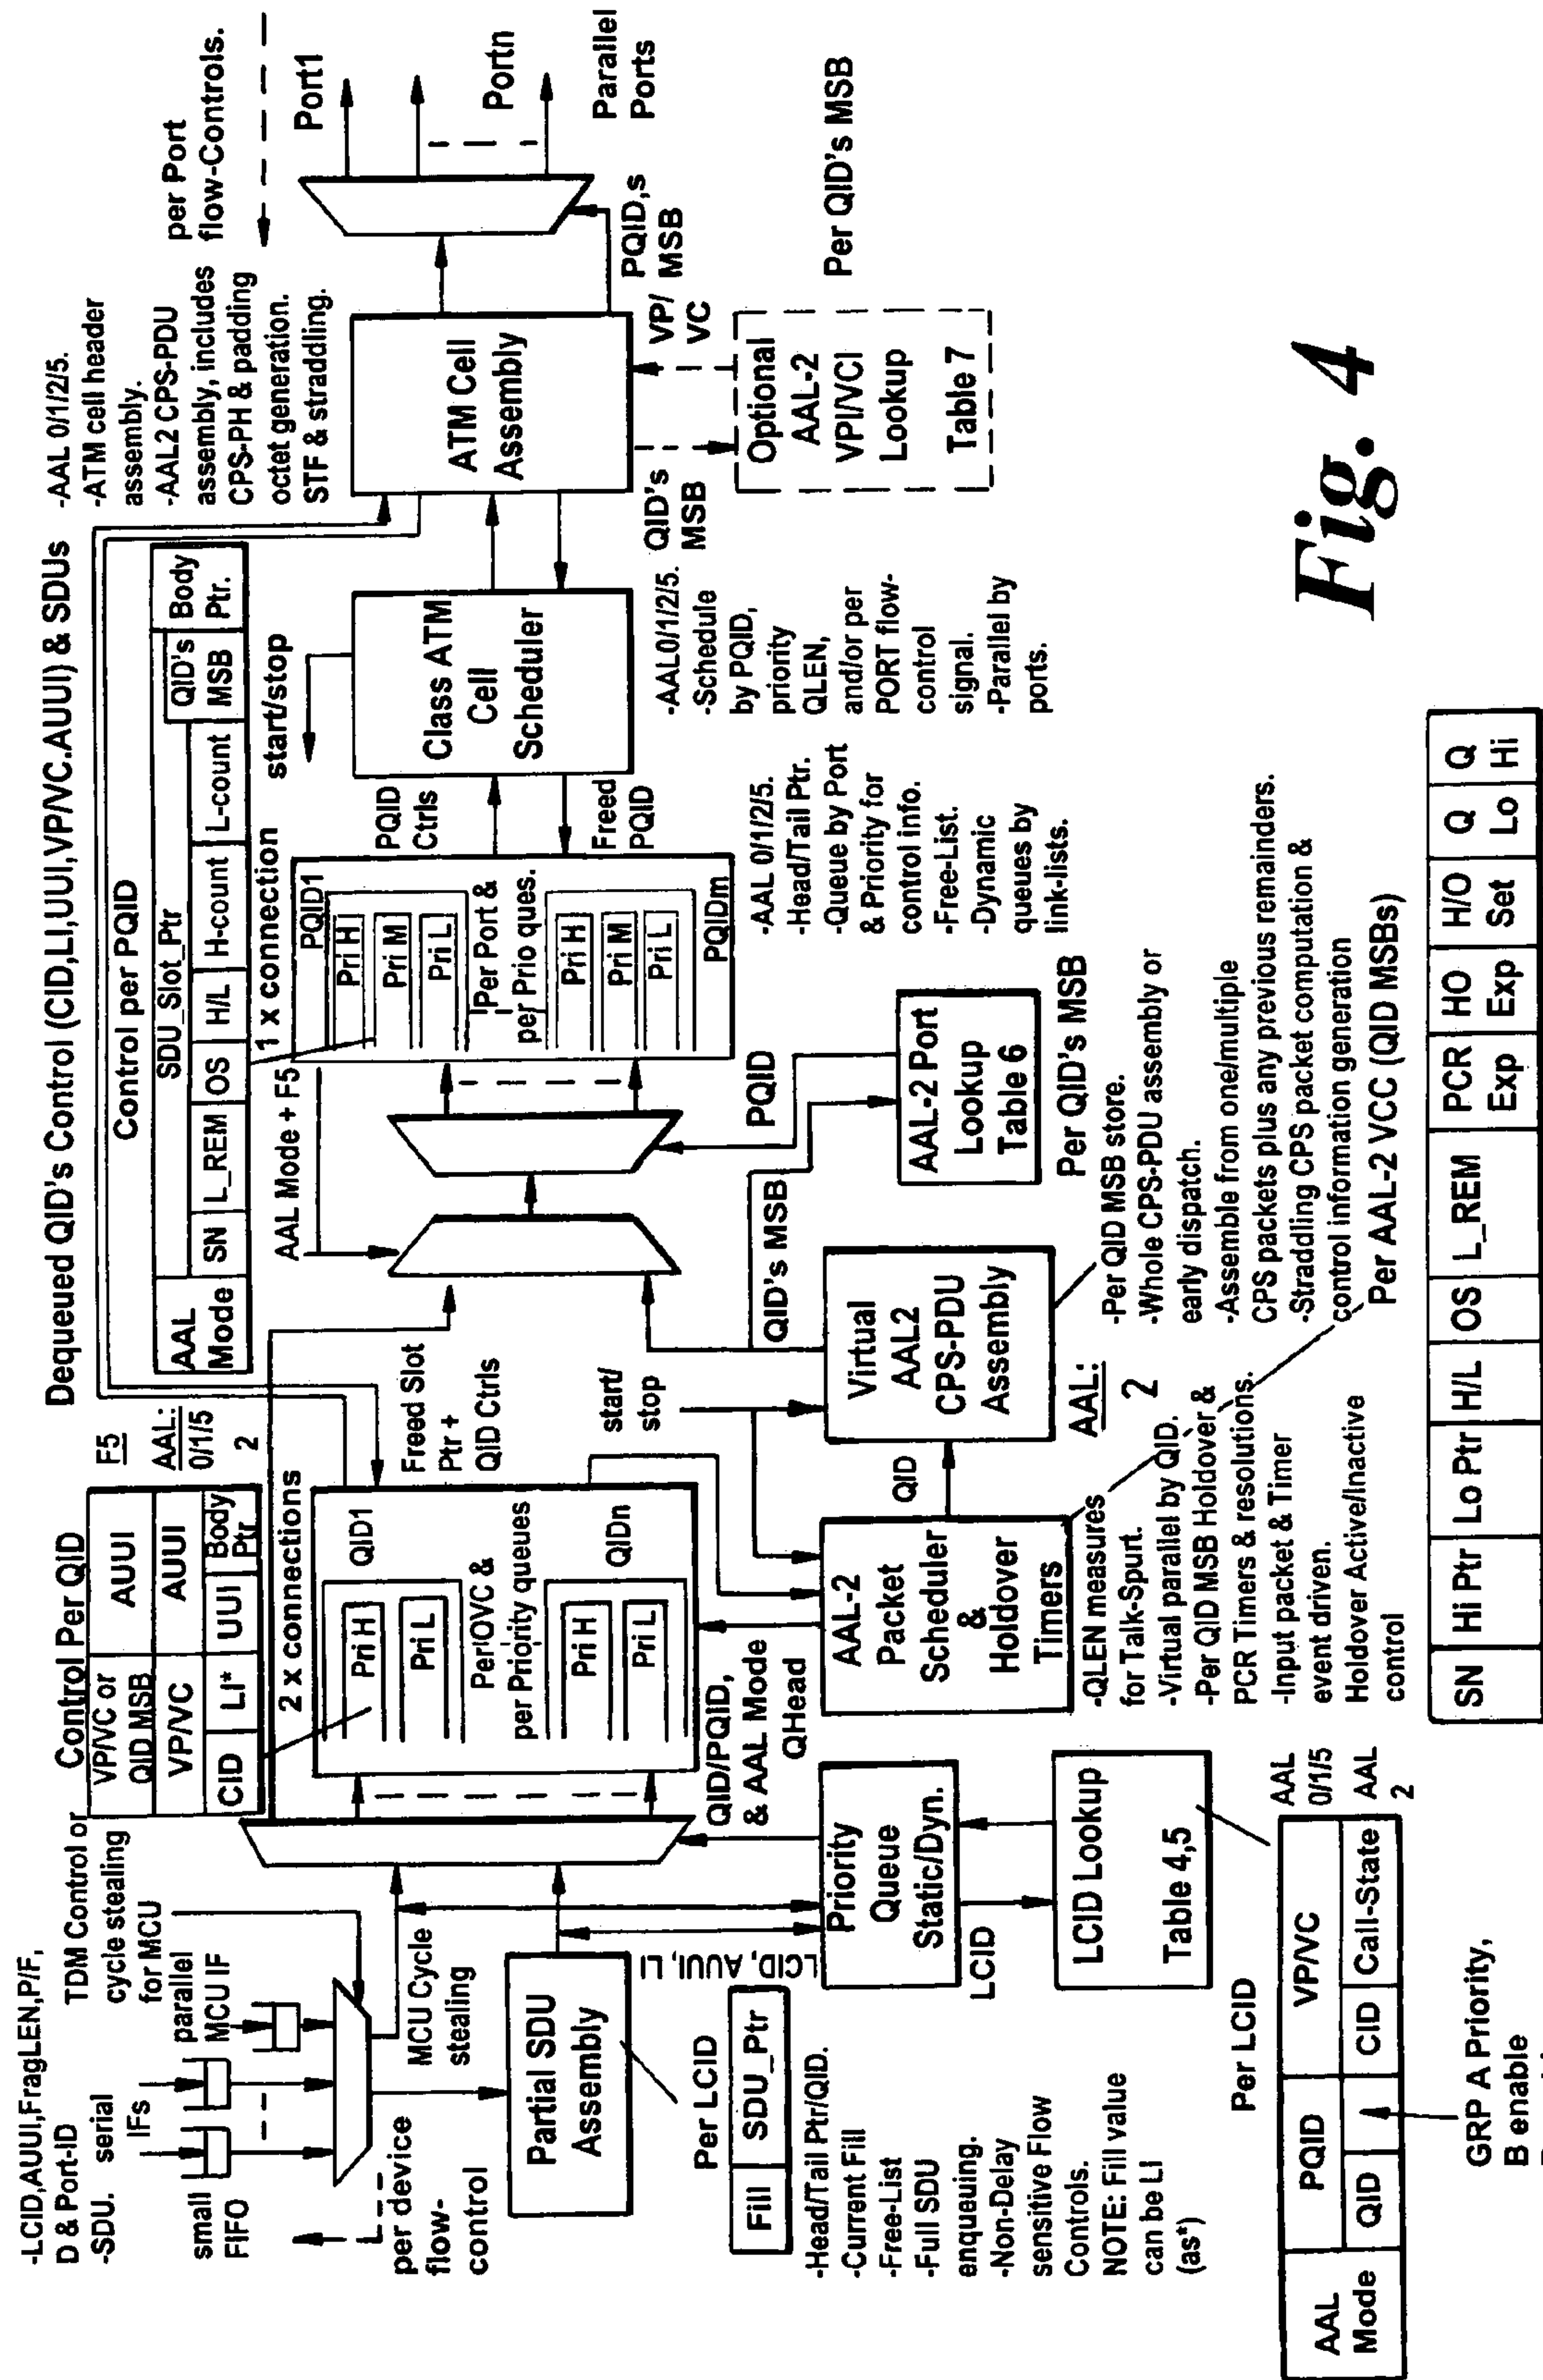 -LCID,AUUI,FragLEN,P/F,
D & Port-ID
-SDU.
serial
IFs
small
FIFO
TDM Control or
cycle stealing
for MCU
parallel
MCU IF
per device
flow-
control
MCU Cycle
stealing
Partial SDU
Assembly
Per LCID
Fill
SDU_Ptr
-Head/Tail Ptr/QID.
-Current Fill
-Free-List
-Full SDU
enqueuing.
-Non-Delay
sensitive Flow
Controls.
NOTE: Fill value
can be LI
(as*)
LCID, AUUI, LI
Priority
Queue
Static/Dyn.
LCID
LCID Lookup
Table 4,5
Per LCID
AAL
Mode
PQID
VP/VC
QID
CID
Call-State
AAL
0/1/5
AAL
2
GRP A Priority,
B enable
Control Per QID
VP/VC or
QID MSB
AUUI
VP/VC
AUUI
CID
LI*
UUI
Body
Ptr
F5
AAL:
0/1/5
2
2 x connections
QID1
Pri H
Pri L
Per QVC &
per Priority queues
Pri H
Pri L
QIDn
QID/PQID,
& AAL Mode
QHead
Freed Slot
Ptr +
QID Ctrls
AAL-2
Packet
Scheduler
&
Holdover
Timers
-QLEN measures
for Talk-Spurt.
-Virtual parallel by QID.
-Per QID MSB Holdover &
PCR Timers & resolutions.
-Input packet & Timer
event driven.
Holdover Active/Inactive
control
start/
stop
QID
Virtual
AAL2
CPS-PDU
Assembly
AAL:
2
-Per QID MSB store.
-Whole CPS-PDU assembly or
early dispatch.
-Assemble from one/multiple
CPS packets plus any previous remainders.
-Straddling CPS packet computation &
control information generation
Per AAL-2 VCC (QID MSBs)
SN
Hi Ptr
Lo Ptr
H/L
OS
L_REM
PCR
Exp
HO
Exp
H/O
Set
Q
Lo
Q
Hi
Dequeued QID's Control (CID,LI,UUI,VP/VC.AUUI) & SDUs
Control per PQID
AAL
Mode
SDU_Slot_Ptr
SN
L_REM
OS
H/L
H-count
L-count
QID's
MSB
Body
Ptr.
AAL Mode + F5
1 x connection
QID's MSB
PQID
AAL-2 Port
Lookup
Table 6
Per QID's MSB
PQID1
Pri H
Pri M
Pri L
Per Port &
per Prio ques.
Pri H
Pri M
Pri L
PQIDm
-AAL 0/1/2/5.
-Head/Tail Ptr.
-Queue by Port
& Priority for
control info.
-Free-List.
-Dynamic
queues by
link-lists.
PQID
Ctrls
Freed
PQID
start/stop
Class ATM
Cell
Scheduler
-AAL0/1/2/5.
-Schedule
by PQID,
priority
QLEN,
and/or per
PORT flow-
control
signal.
-Parallel by
ports.
-AAL 0/1/2/5.
-ATM cell header
assembly.
-AAL2 CPS-PDU
assembly, includes
CPS-PH & padding
octet generation.
STF & straddling.
ATM Cell
Assembly
QID's
MSB
VP/
VC
Optional
AAL-2
VPI/VCI
Lookup
Table 7
Per QID's MSB
PQID,s
MSB
per Port
flow-Controls.
Port1
Portn
Parallel
Ports
Fig. 4